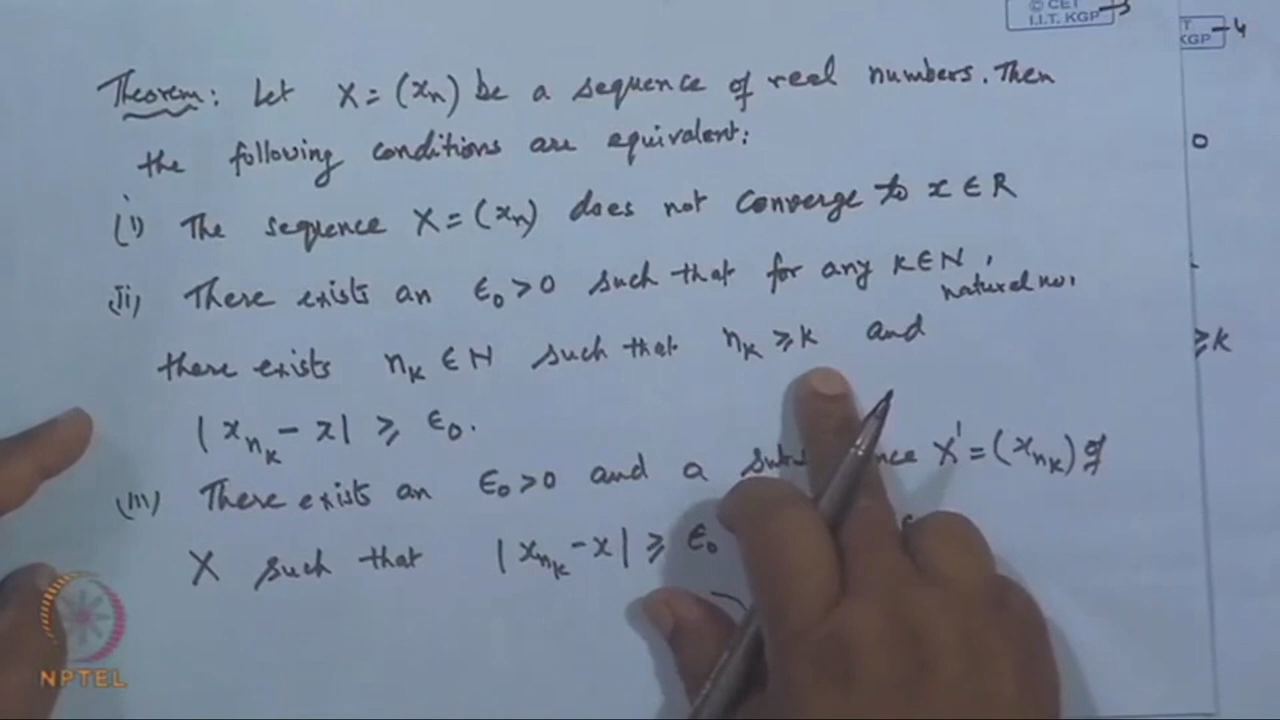 © CET
I.I.T. KGP
KGP -4
Theorem: Let X = (xₙ) be a sequence of real numbers. Then
the following conditions are equivalent:
(i) The sequence X = (xₙ) does not converge to x ∈ R
(ii) There exists an ϵ₀ > 0 such that for any k ∈ N,
natural no.
there exists nₖ ∈ N such that nₖ ⩾ k and
|xₙₖ - x| ⩾ ϵ₀.
(iii) There exists an ϵ₀ > 0 and a X' = (xₙₖ) of
X such that |xₙₖ - x| ⩾ ϵ₀
⩾ k
NPTEL